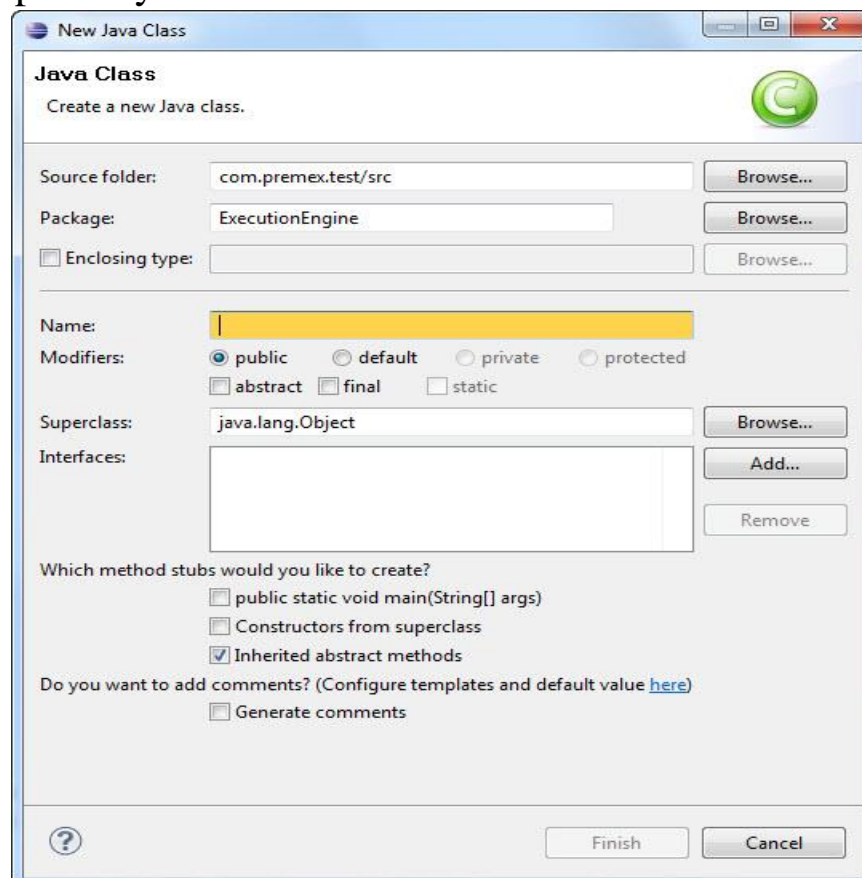 New Java Class
Java Class
Create a new Java class.
Source folder: com.premex.test/src Browse...
Package: ExecutionEngine Browse...
Enclosing type: Browse...
Name:
Modifiers: public default private protected
abstract final static
Superclass: java.lang.Object Browse...
Interfaces: Add...
Remove
Which method stubs would you like to create?
public static void main(String[] args)
Constructors from superclass
Inherited abstract methods
Do you want to add comments? (Configure templates and default value here)
Generate comments
Finish Cancel